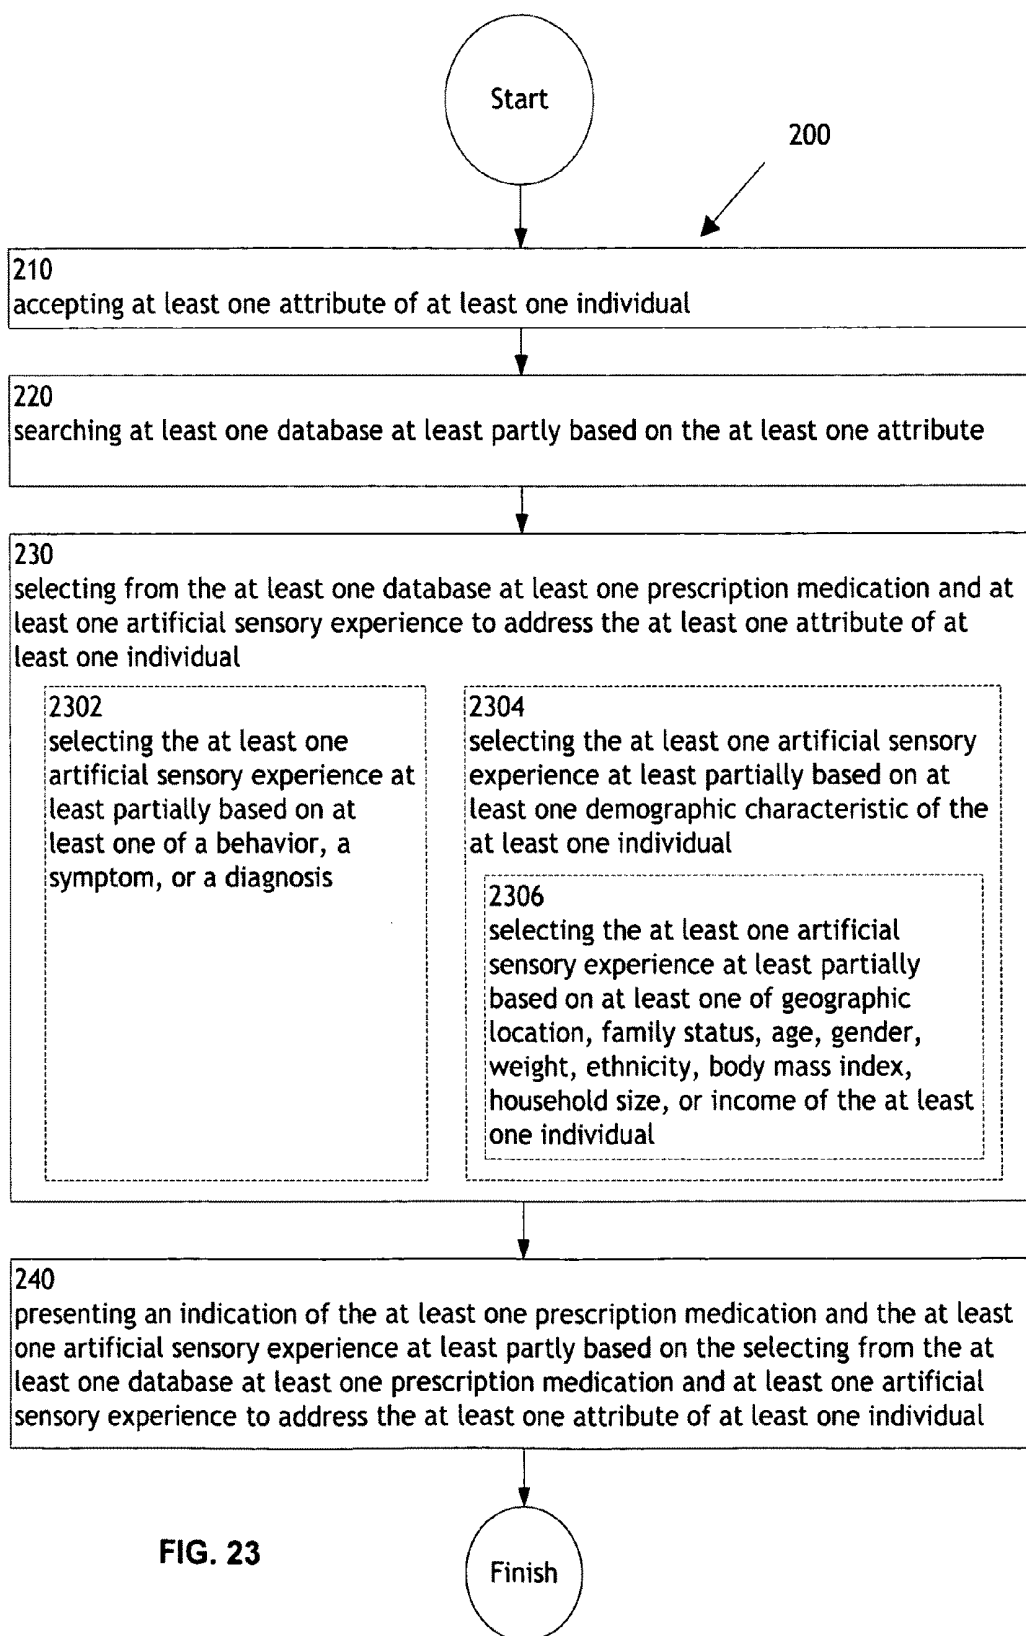 Start
200
210
accepting at least one attribute of at least one individual
220
searching at least one database at least partly based on the at least one attribute
230
selecting from the at least one database at least one prescription medication and at
least one artificial sensory experience to address the at least one attribute of at
least one individual
2302
selecting the at least one
artificial sensory experience at
least partially based on at
least one of a behavior, a
symptom, or a diagnosis
2304
selecting the at least one artificial sensory
experience at least partially based on at
least one demographic characteristic of the
at least one individual
2306
selecting the at least one artificial
sensory experience at least partially
based on at least one of geographic
location, family status, age, gender,
weight, ethnicity, body mass index,
household size, or income of the at least
one individual
240
presenting an indication of the at least one prescription medication and the at least
one artificial sensory experience at least partly based on the selecting from the at
least one database at least one prescription medication and at least one artificial
sensory experience to address the at least one attribute of at least one individual
FIG. 23
Finish